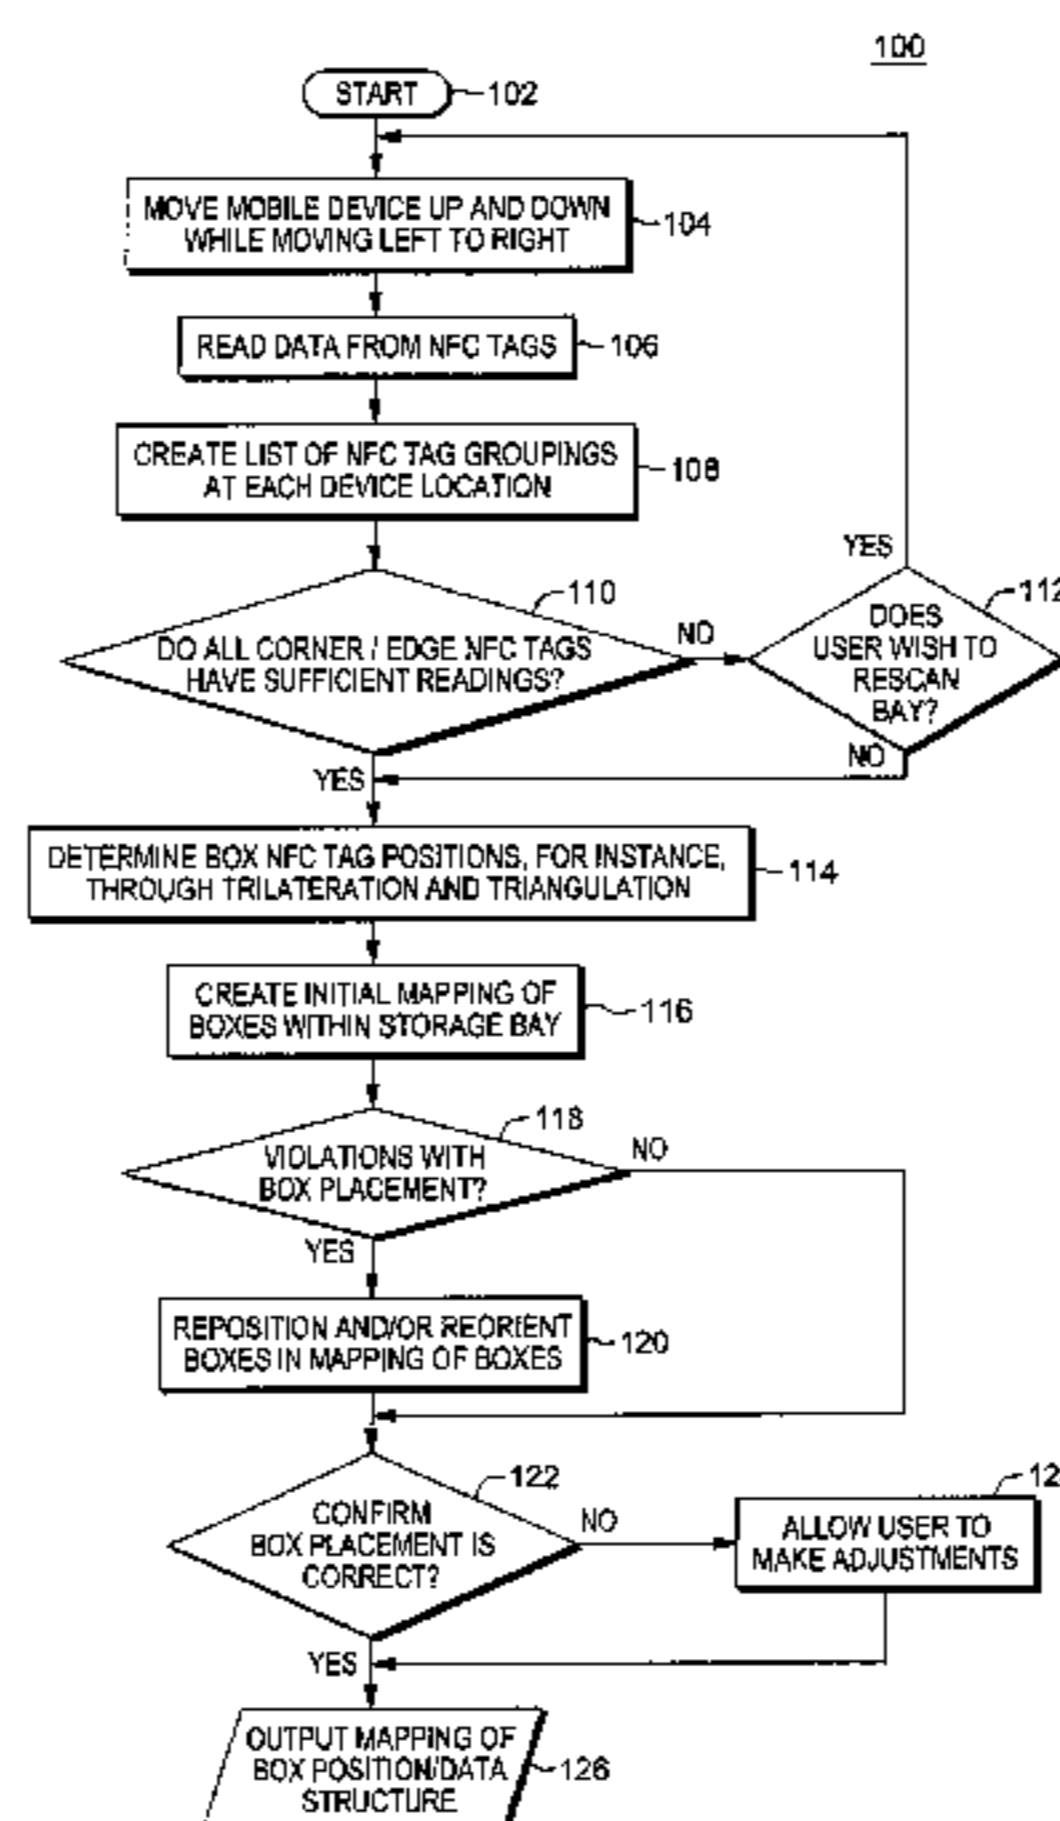 100
START
102
MOVE MOBILE DEVICE UP AND DOWN
WHILE MOVING LEFT TO RIGHT
104
READ DATA FROM NFC TAGS
106
CREATE LIST OF NFC TAG GROUPINGS
AT EACH DEVICE LOCATION
108
YES
110
112
DO ALL CORNER / EDGE NFC TAGS
HAVE SUFFICIENT READINGS?
NO
DOES
USER WISH TO
RESCAN
BAY?
NO
YES
DETERMINE BOX NFC TAG POSITIONS, FOR INSTANCE,
THROUGH TRILATERATION AND TRIANGULATION
114
CREATE INITIAL MAPPING OF
BOXES WITHIN STORAGE BAY
116
118
VIOLATIONS WITH
BOX PLACEMENT?
NO
YES
REPOSITION AND/OR REORIENT
BOXES IN MAPPING OF BOXES
120
122
CONFIRM
BOX PLACEMENT IS
CORRECT?
NO
12
ALLOW USER TO
MAKE ADJUSTMENTS
YES
OUTPUT MAPPING OF
BOX POSITION/DATA
STRUCTURE
126